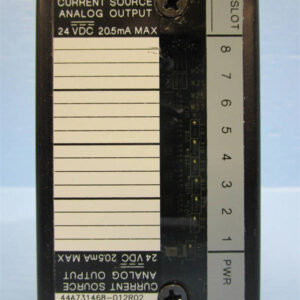 CURRENT SOURCE
ANALOG OUTPUT
24 VDC 20.5mA MAX
SLOT
8
7
6
5
4
3
2
1
PWR
24 VDC 20.5mA MAX
ANALOG OUTPUT
CURRENT SOURCE
44A731468-012R02